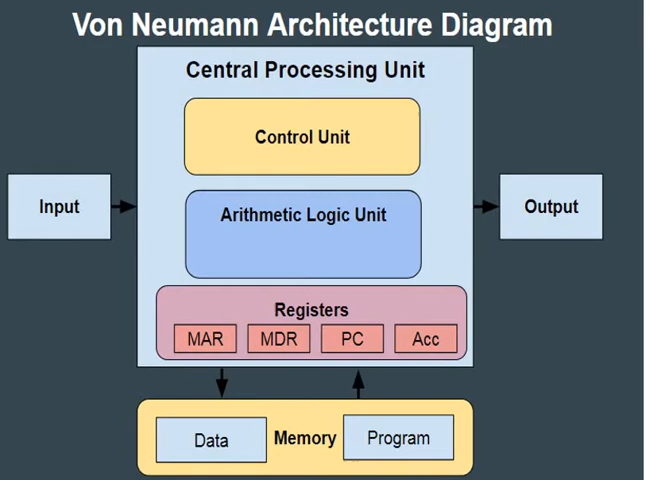 Von Neumann Architecture Diagram
Central Processing Unit
Control Unit
Input
Arithmetic Logic Unit
Output
Registers
MAR
MDR
PC
Acc
Data
Memory
Program